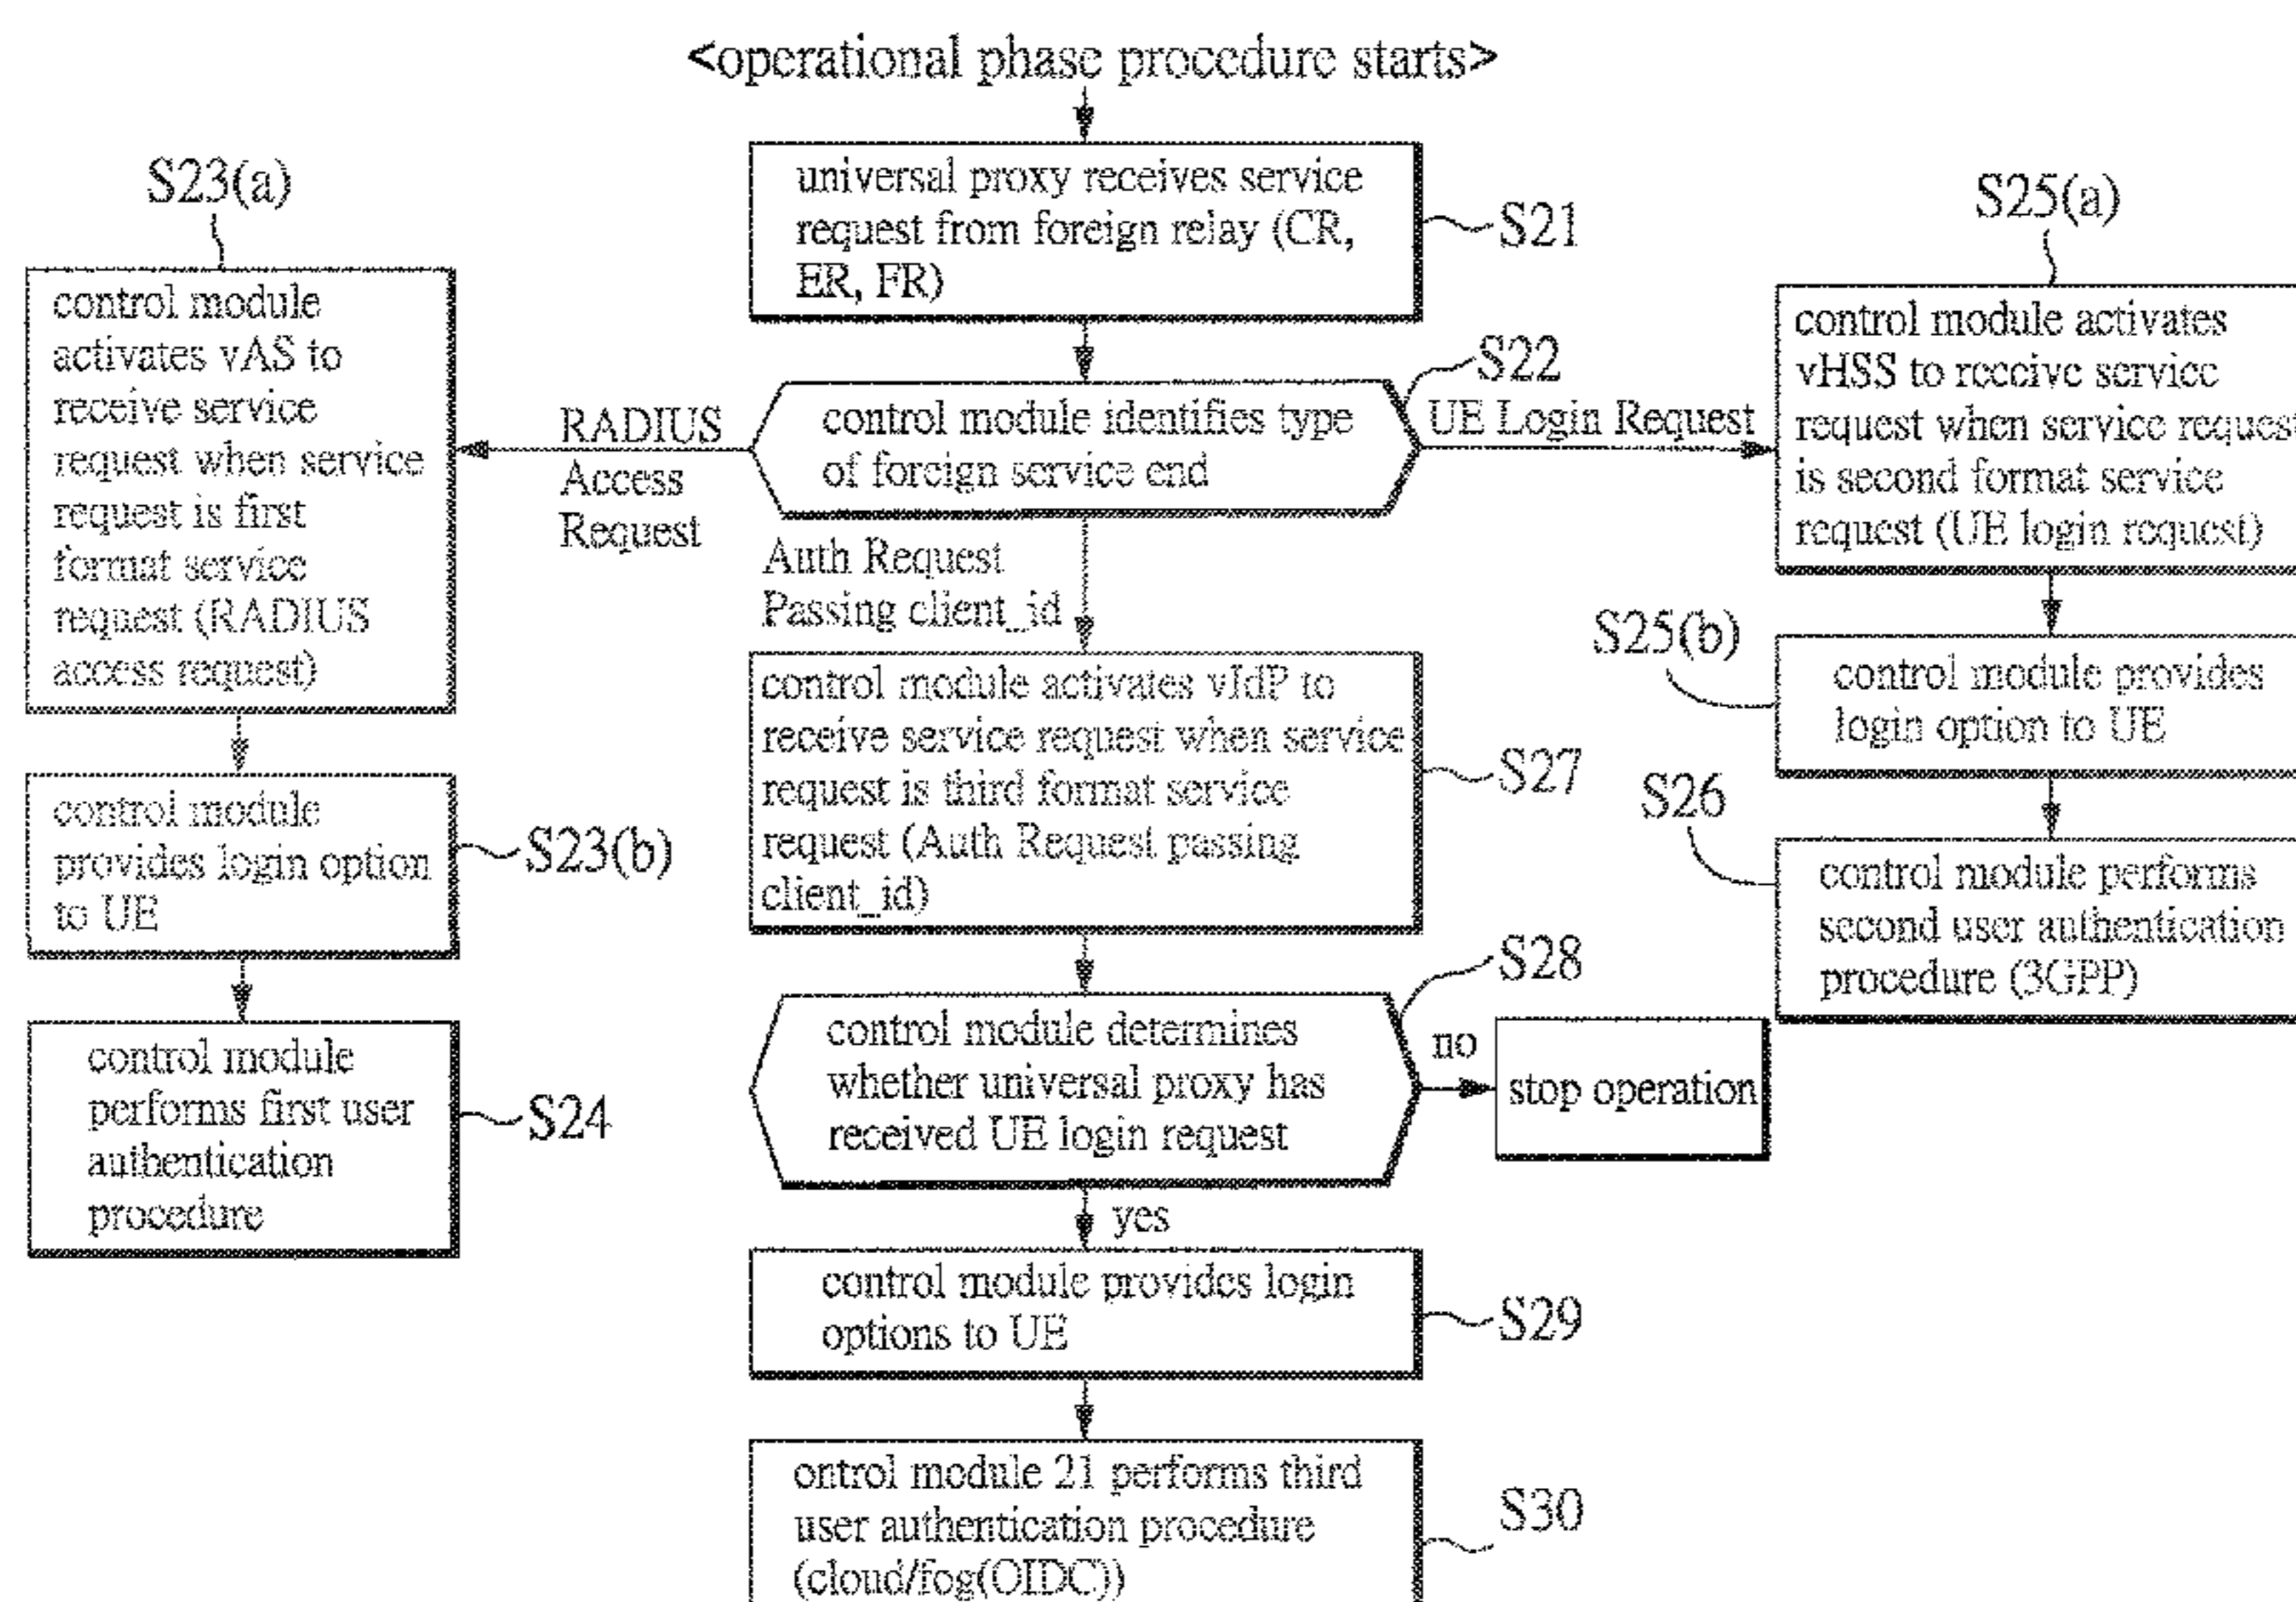 <operational phase procedure starts>
universal proxy receives service
request from foreign relay (CR,
ER, FR)
S21
S22
control module identifies type
of foreign service end
RADIUS
Access
Request
UE Login Request
Auth Request
Passing client_id
S23(a)
control module
activates vAS to
receive service
request when service
request is first
format service
request (RADIUS
access request)
control module
provides login option
to UE
S23(b)
control module
performs first user
authentication
procedure
S24
control module activates vIdP to
receive service request when service
request is third format service
request (Auth Request passing
client_id)
S27
S28
control module determines
whether universal proxy has
received UE login request
no
stop operation
yes
control module provides login
options to UE
S29
ontrol module 21 performs third
user authentication procedure
(cloud/fog(OIDC))
S30
S25(a)
control module activates
vHSS to receive service
request when service request
is second format service
request (UE login request)
S25(b)
control module provides
login option to UE
S26
control module performs
second user authentication
procedure (3GPP)